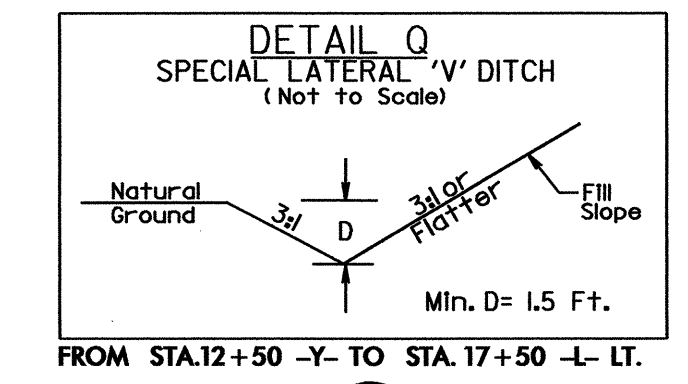 DETAIL Q
SPECIAL LATERAL 'V' DITCH
(Not to Scale)
Natural
Ground
3:1
D
3:1 or
Flatter
Fill
Slope
Min. D= 1.5 Ft.
FROM STA.12+50 -Y- TO STA. 17+50 -L- LT.